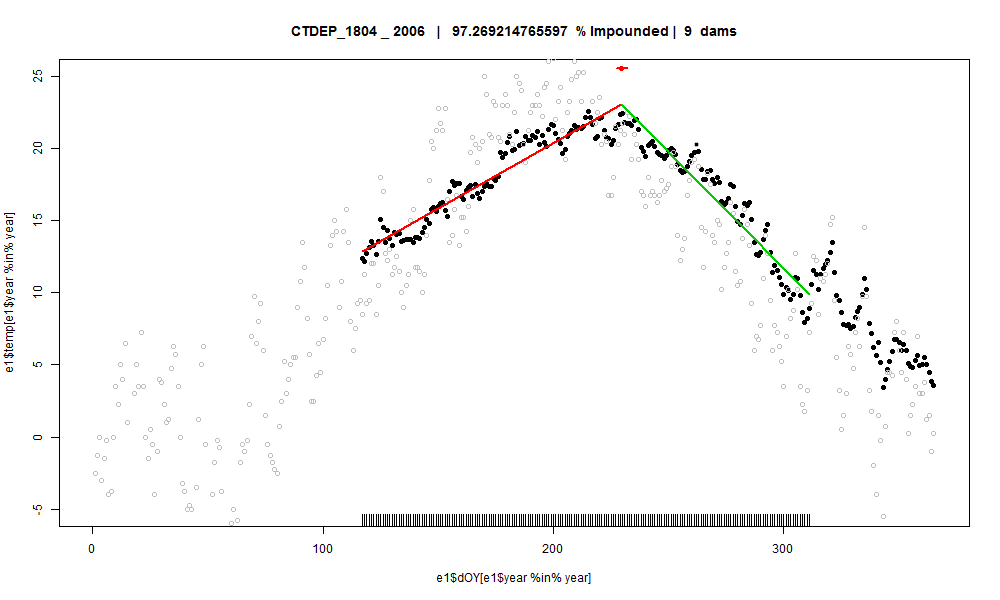 CTDEP_1804 _ 2006 | 97.269214765597 % Impounded | 9 dams
25
20
15
10
5
0
-5
e1$temp[e1$year %in% year]
0 100 200 300
e1$dOY[e1$year %in% year]